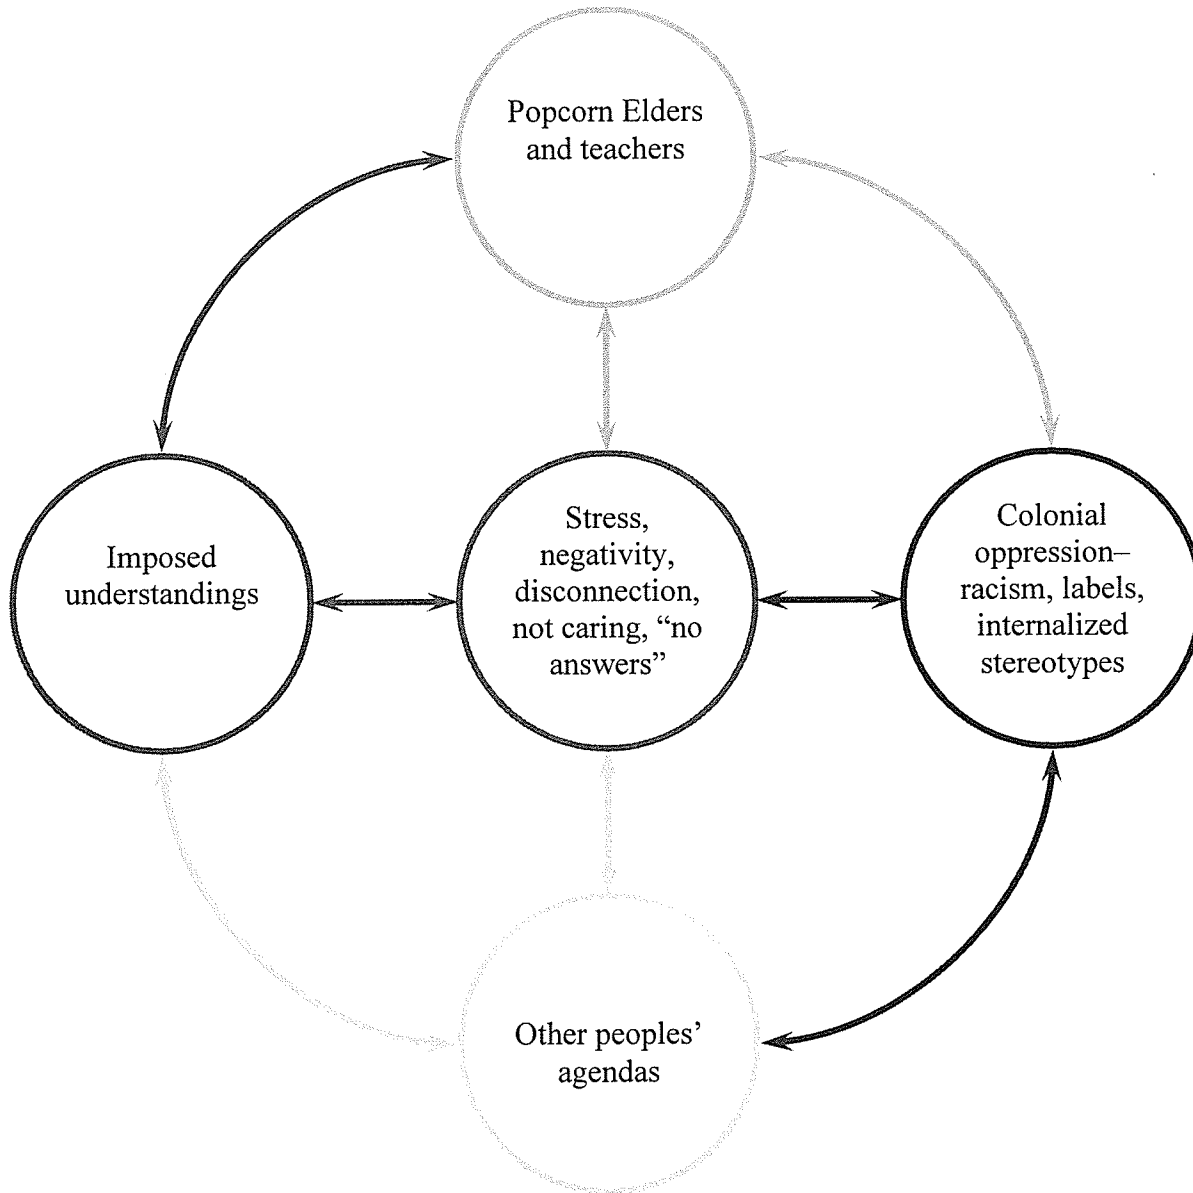 Popcorn Elders
and teachers
Imposed
understandings
Stress,
negativity,
disconnection,
not caring, “no
answers”
Colonial
oppression–
racism, labels,
internalized
stereotypes
Other peoples’
agendas